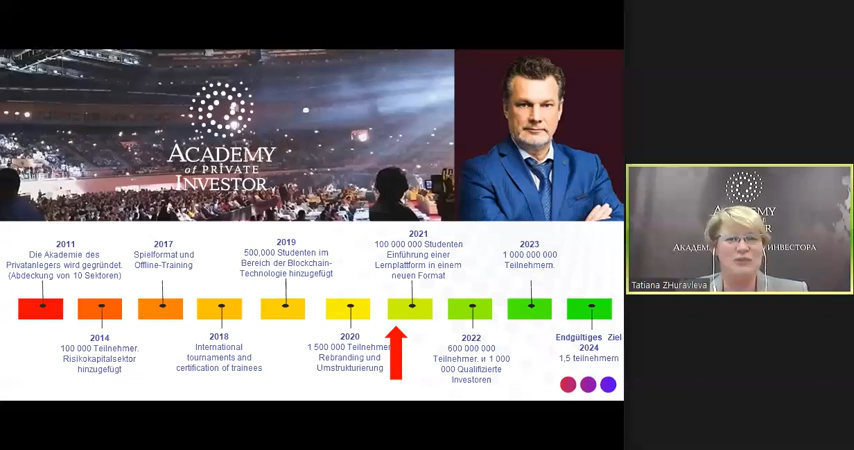 ACADEMY
of PRIVATE
INVESTOR
2011
Die Akademie des
Privatanlegers wird gegründet.
(Abdeckung von 10 Sektoren)
2017
Spielformat und
Offline-Training
2019
500,000 Studenten im
Bereich der Blockchain-
Technologie hinzugefügt
2021
100 000 000 Studenten
Einführung einer
Lernplattform in einem
neuen Format
2023
1 000 000 000
Teilnehmern.
2014
100 000 Teilnehmer.
Risikokapitalsektor
hinzugefügt
2018
International
tournaments and
certification of trainees
2020
1 500 000 Teilnehmer
Rebranding und
Umstrukturierung
2022
600 000 000
Teilnehmer. и 1 000
000 Qualifizierte
Investoren
Endgültiges Ziel
2024
1,5 teilnehmern
Tatiana ZHuravleva